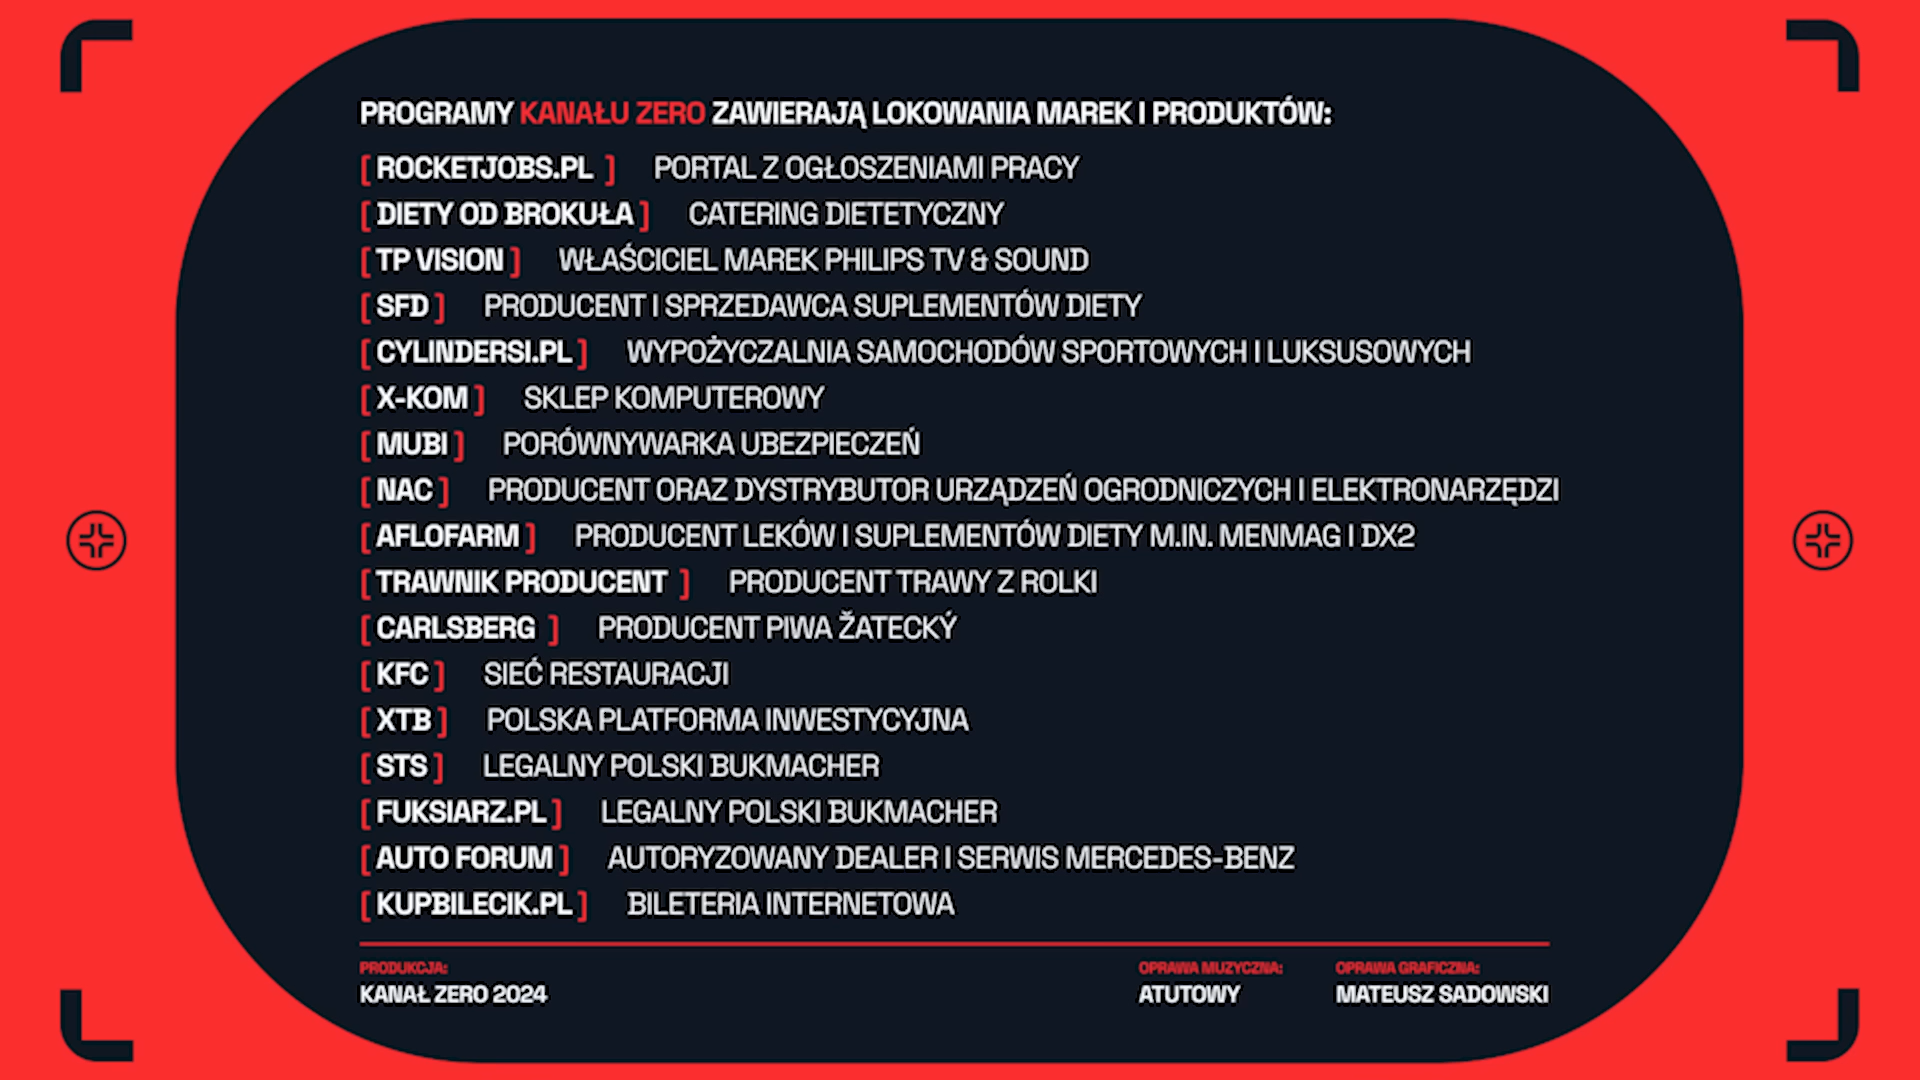 PROGRAMY KANAŁU ZERO ZAWIERAJĄ LOKOWANIA MAREK I PRODUKTÓW:
[ ROCKETJOBS.PL ] PORTAL Z OGŁOSZENIAMI PRACY
[ DIETY OD BROKUŁA ] CATERING DIETETYCZNY
[ TP VISION ] WŁAŚCICIEL MAREK PHILIPS TV & SOUND
[ SFD ] PRODUCENT I SPRZEDAWCA SUPLEMENTÓW DIETY
[ CYLINDERSI.PL ] WYPOŻYCZALNIA SAMOCHODÓW SPORTOWYCH I LUKSUSOWYCH
[ X-KOM ] SKLEP KOMPUTEROWY
[ MUBI ] PORÓWNYWARKA UBEZPIECZEŃ
[ NAC ] PRODUCENT ORAZ DYSTRYBUTOR URZĄDZEŃ OGRODNICZYCH I ELEKTRONARZĘDZI
[ AFLOFARM ] PRODUCENT LEKÓW I SUPLEMENTÓW DIETY M.IN. MENMAG I DX2
[ TRAWNIK PRODUCENT ] PRODUCENT TRAWY Z ROLKI
[ CARLSBERG ] PRODUCENT PIWA ŽATECKÝ
[ KFC ] SIEĆ RESTAURACJI
[ XTB ] POLSKA PLATFORMA INWESTYCYJNA
[ STS ] LEGALNY POLSKI BUKMACHER
[ FUKSIARZ.PL ] LEGALNY POLSKI BUKMACHER
[ AUTO FORUM ] AUTORYZOWANY DEALER I SERWIS MERCEDES-BENZ
[ KUPBILECIK.PL ] BILETERIA INTERNETOWA
PRODUKCJA: OPRAWA MUZYCZNA: OPRAWA GRAFICZNA:
KANAŁ ZERO 2024 ATUTOWY MATEUSZ SADOWSKI